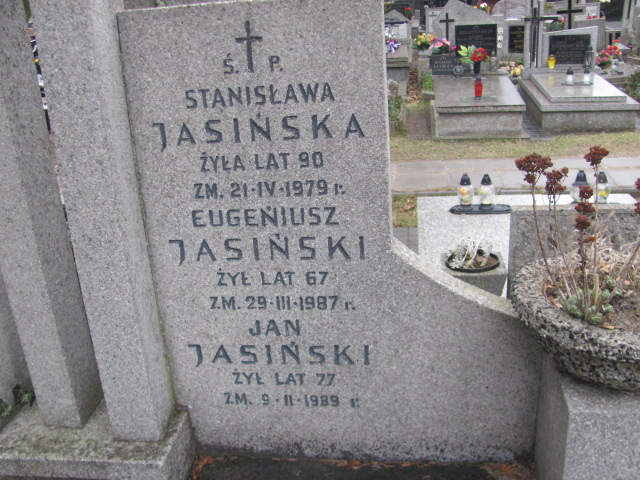 Ś. P.
STANISŁAWA
JASIŃSKA
ŻYŁA LAT 90
ZM. 21·IV·1979 r.
EUGENIUSZ
JASIŃSKI
ŻYŁ LAT 67
ZM. 29·III·1987 r.
JAN
JASIŃSKI
ŻYŁ LAT 77
ZM. 9·II·1989 r.